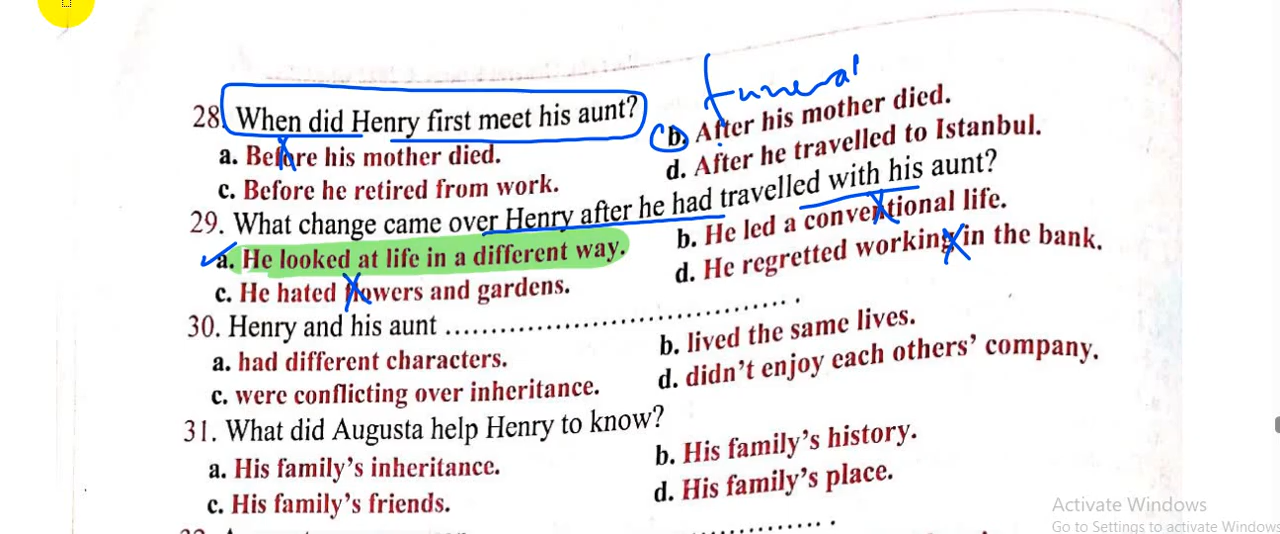 funeral
28. When did Henry first meet his aunt?
a. Before his mother died.
b. After his mother died.
c. Before he retired from work.
d. After he travelled to Istanbul.
29. What change came over Henry after he had travelled with his aunt?
a. He looked at life in a different way.
b. He led a conventional life.
c. He hated flowers and gardens.
d. He regretted working in the bank.
30. Henry and his aunt ............................................... .
a. had different characters.
b. lived the same lives.
c. were conflicting over inheritance.
d. didn't enjoy each others' company.
31. What did Augusta help Henry to know?
a. His family's inheritance.
b. His family's history.
c. His family's friends.
d. His family's place.
Activate Windows
Go to Settings to activate Windows